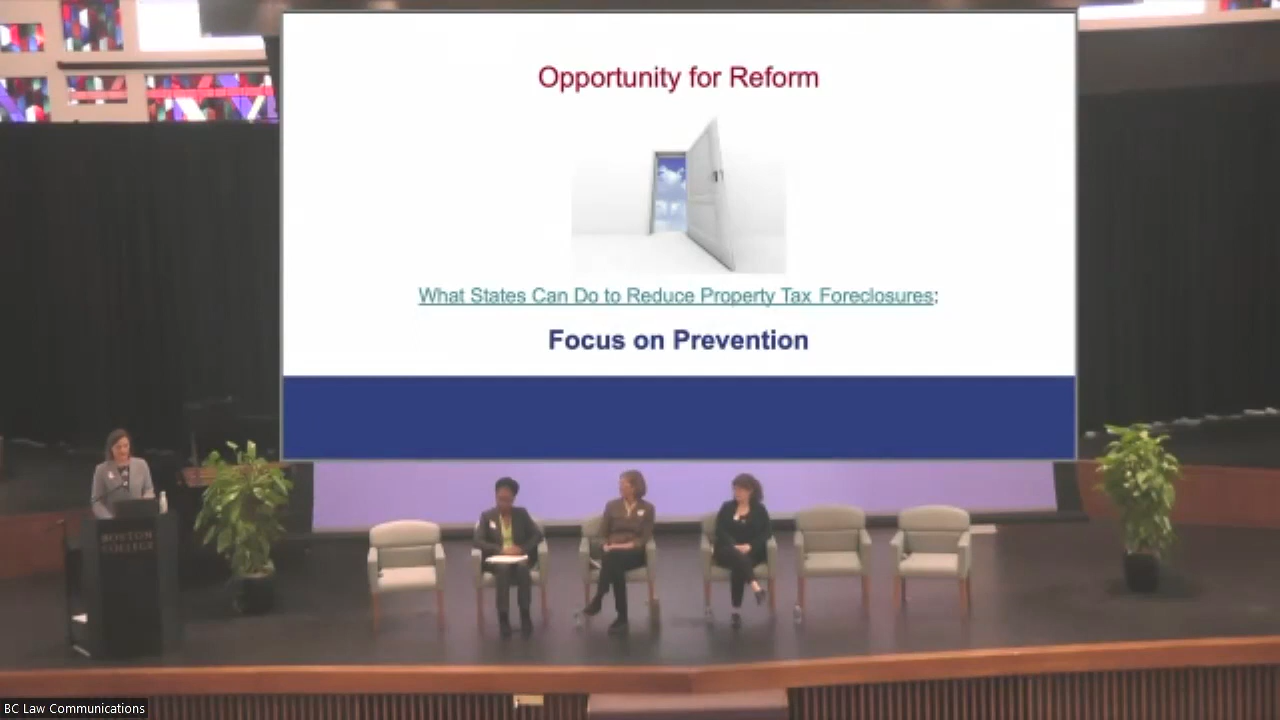 Opportunity for Reform
What States Can Do to Reduce Property Tax Foreclosures:
Focus on Prevention
BOSTON
COLLEGE
BC Law Communications